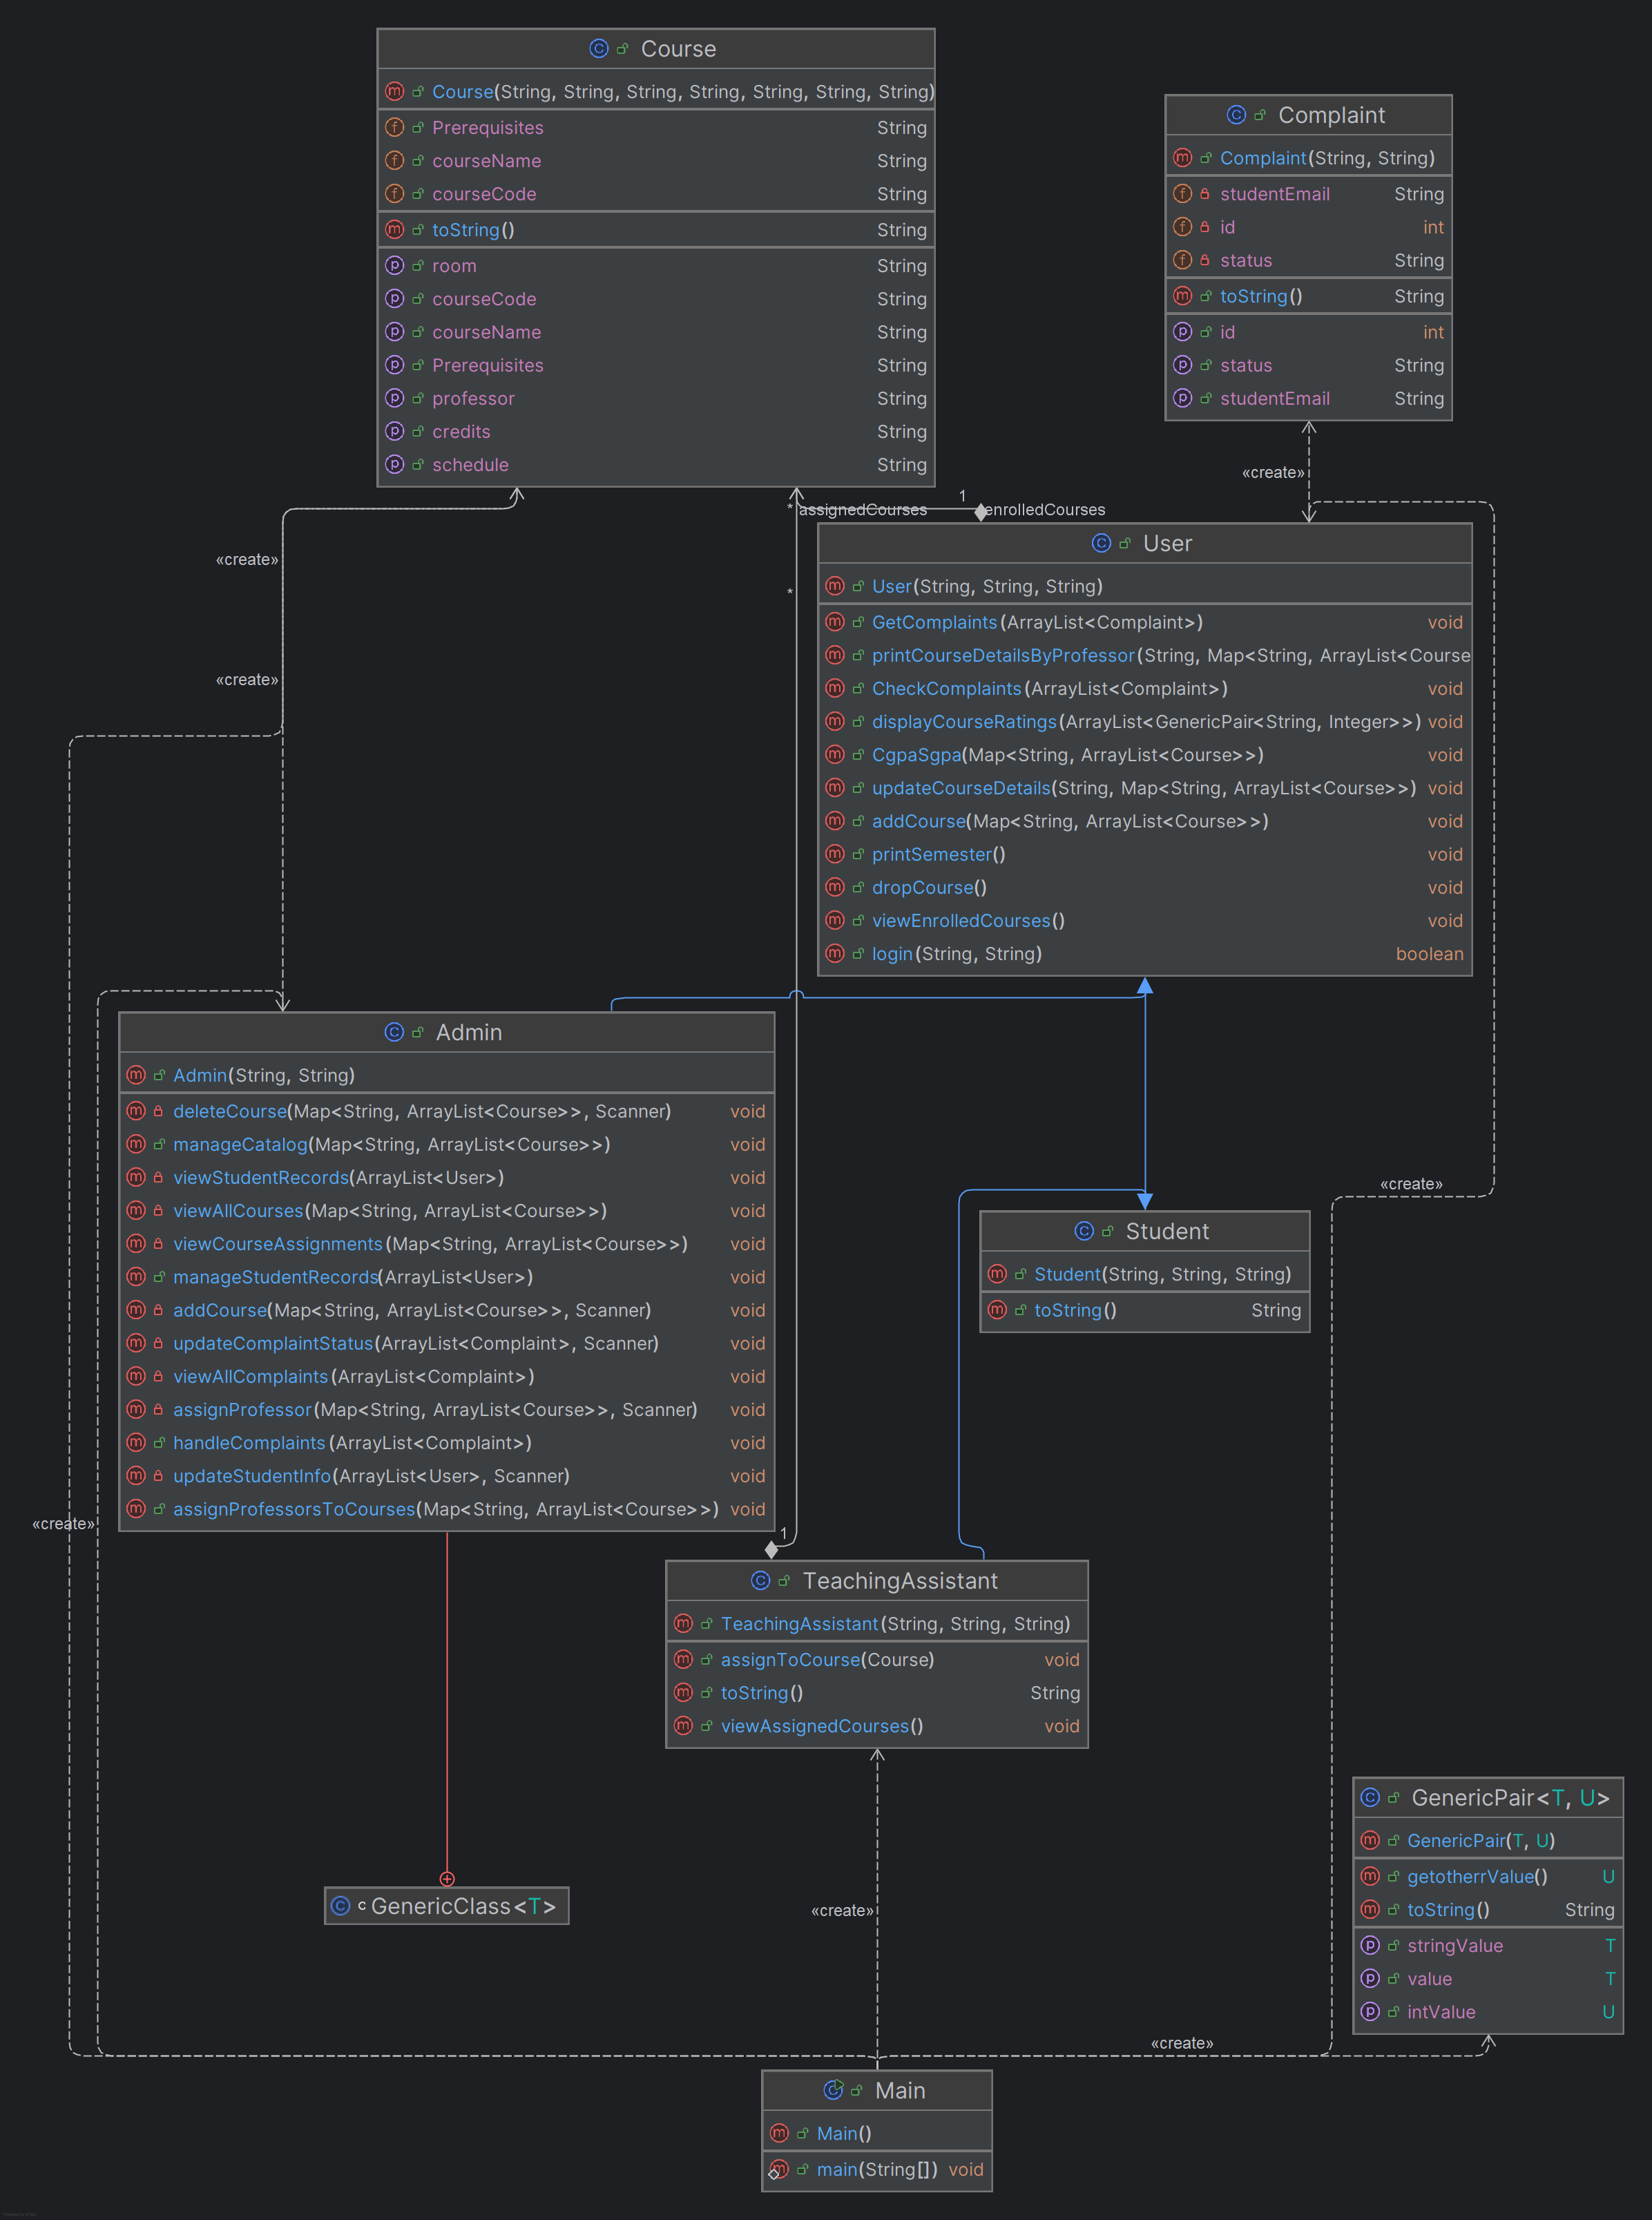 Course
Course(String, String, String, String, String, String, String)
Prerequisites String
courseName String
courseCode String
toString() String
room String
courseCode String
courseName String
Prerequisites String
professor String
credits String
schedule String
Complaint
Complaint(String, String)
studentEmail String
id int
status String
toString() String
id int
status String
studentEmail String
«create»
1
* assignedCourses enrolledCourses
«create»
*
«create»
User
User(String, String, String)
GetComplaints(ArrayList<Complaint>) void
printCourseDetailsByProfessor(String, Map<String, ArrayList<Course
CheckComplaints(ArrayList<Complaint>) void
displayCourseRatings(ArrayList<GenericPair<String, Integer>>) void
CgpaSgpa(Map<String, ArrayList<Course>>) void
updateCourseDetails(String, Map<String, ArrayList<Course>>) void
addCourse(Map<String, ArrayList<Course>>) void
printSemester() void
dropCourse() void
viewEnrolledCourses() void
login(String, String) boolean
Admin
Admin(String, String)
deleteCourse(Map<String, ArrayList<Course>>, Scanner) void
manageCatalog(Map<String, ArrayList<Course>>) void
viewStudentRecords(ArrayList<User>) void
viewAllCourses(Map<String, ArrayList<Course>>) void
viewCourseAssignments(Map<String, ArrayList<Course>>) void
manageStudentRecords(ArrayList<User>) void
addCourse(Map<String, ArrayList<Course>>, Scanner) void
updateComplaintStatus(ArrayList<Complaint>, Scanner) void
viewAllComplaints(ArrayList<Complaint>) void
assignProfessor(Map<String, ArrayList<Course>>, Scanner) void
handleComplaints(ArrayList<Complaint>) void
updateStudentInfo(ArrayList<User>, Scanner) void
assignProfessorsToCourses(Map<String, ArrayList<Course>>) void
«create»
Student
Student(String, String, String)
toString() String
«create»
1
TeachingAssistant
TeachingAssistant(String, String, String)
assignToCourse(Course) void
toString() String
viewAssignedCourses() void
GenericPair<T, U>
GenericPair(T, U)
getotherrValue() U
toString() String
stringValue T
value T
intValue U
GenericClass<T>
«create»
«create»
Main
Main()
main(String[]) void